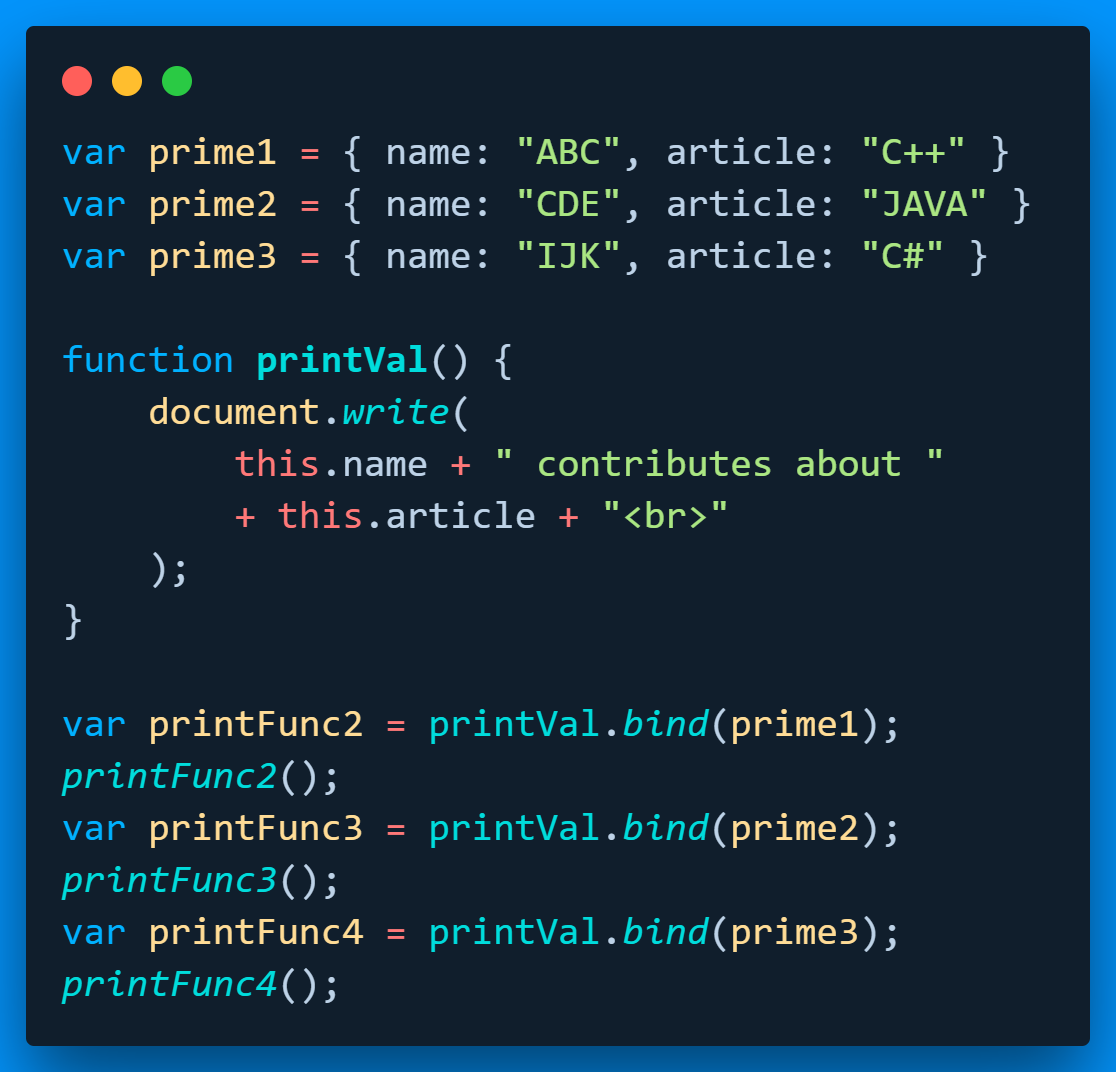 var prime1 = { name: "ABC", article: "C++" }
var prime2 = { name: "CDE", article: "JAVA" }
var prime3 = { name: "IJK", article: "C#" }

function printVal() {
    document.write(
        this.name + " contributes about "
        + this.article + "<br>"
    );
}

var printFunc2 = printVal.bind(prime1);
printFunc2();
var printFunc3 = printVal.bind(prime2);
printFunc3();
var printFunc4 = printVal.bind(prime3);
printFunc4();